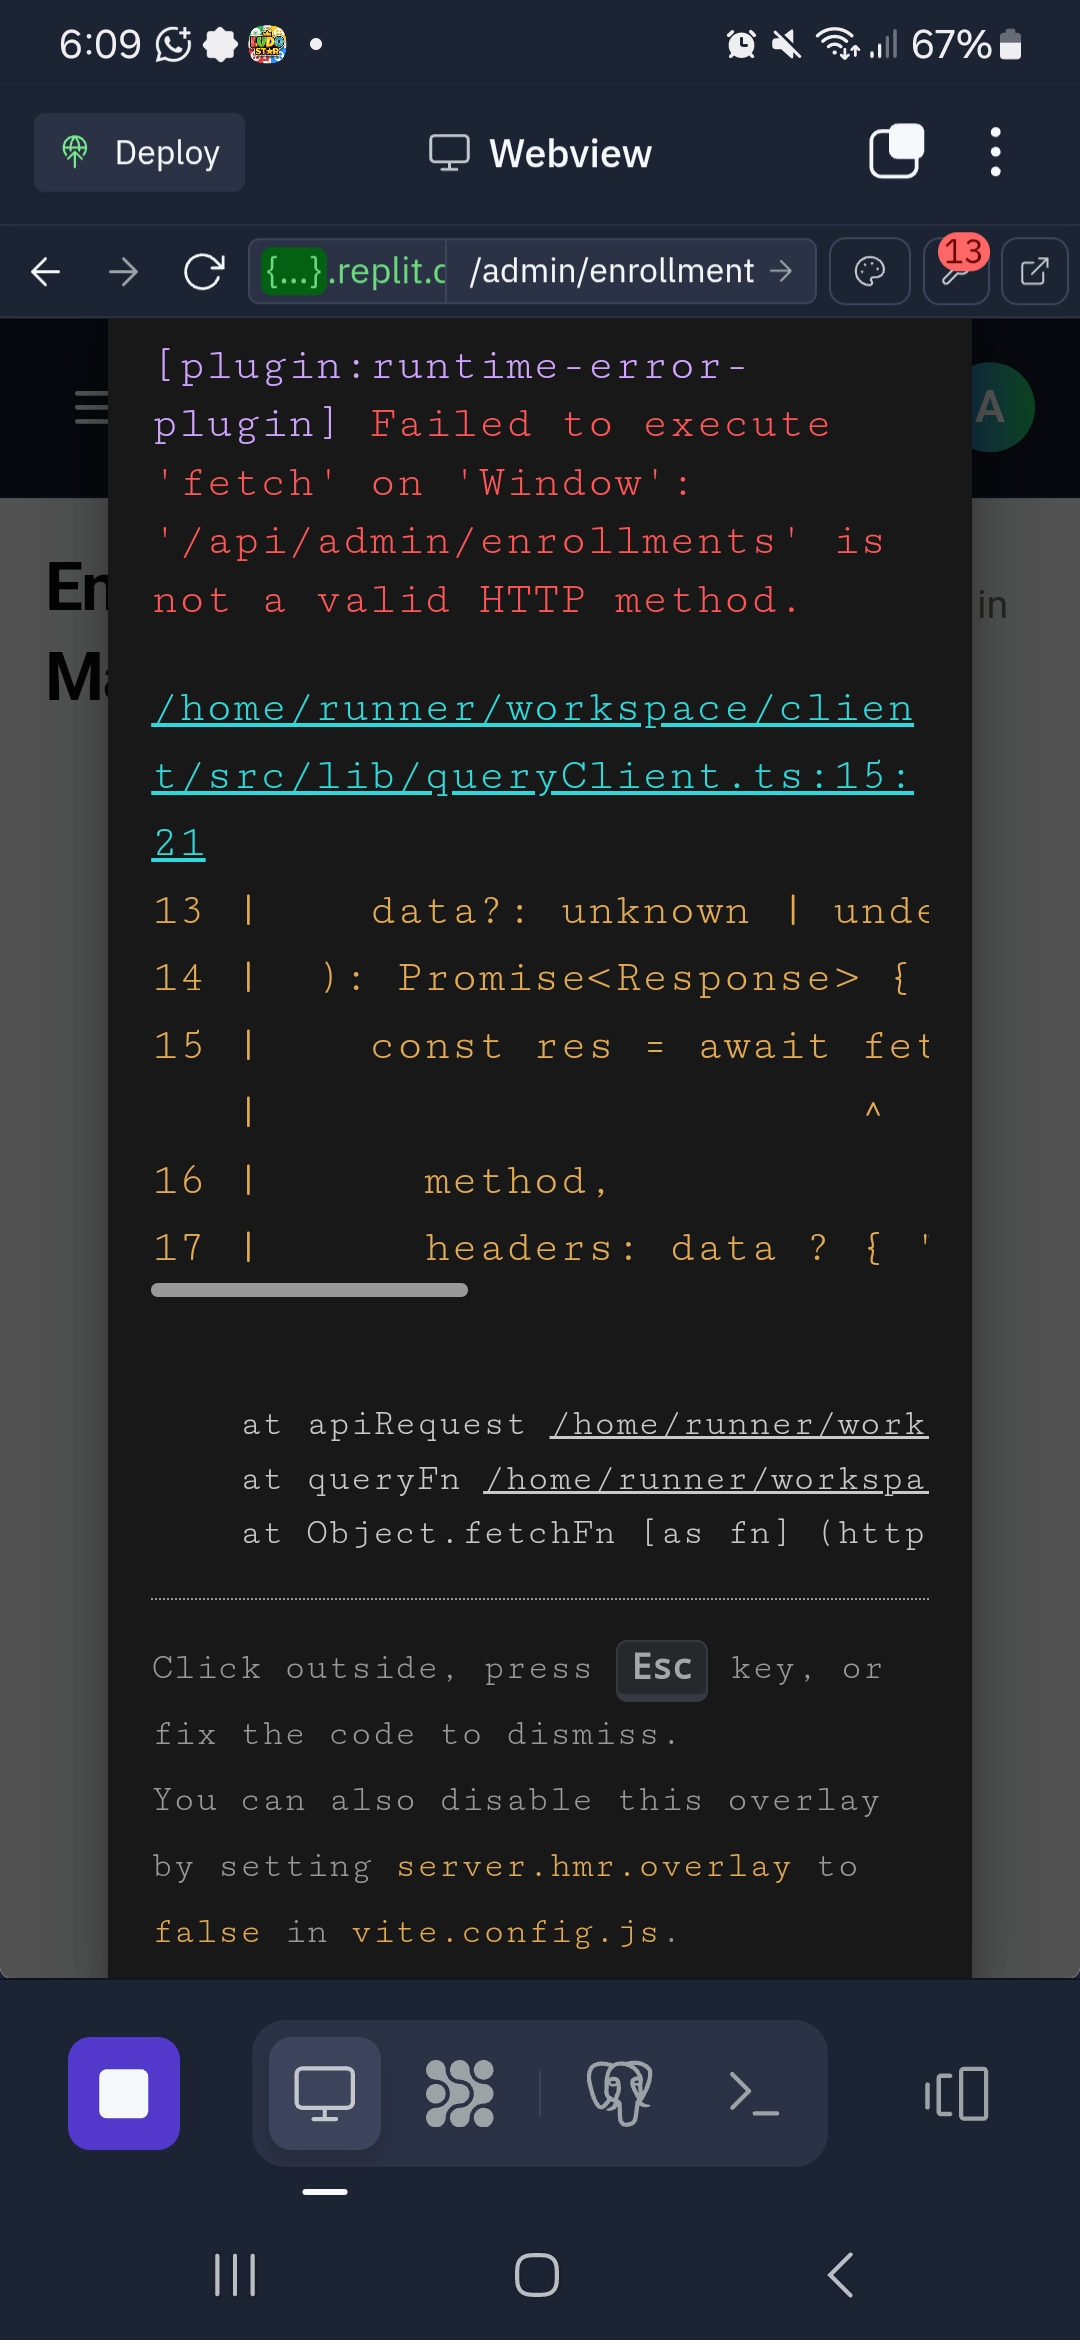 6:09
67%
Deploy
Webview
{...}.replit.c
/admin/enrollment
13
[plugin:runtime-error-
plugin] Failed to execute
'fetch' on 'Window':
'/api/admin/enrollments' is
not a valid HTTP method.
A
En
in
Ma
/home/runner/workspace/clien
t/src/lib/queryClient.ts:15:
21
13 | data?: unknown | unde
14 | ): Promise<Response> {
15 | const res = await fet
| ^
16 | method,
17 | headers: data ? { '
at apiRequest /home/runner/work
at queryFn /home/runner/workspa
at Object.fetchFn [as fn] (http
Click outside, press Esc key, or
fix the code to dismiss.
You can also disable this overlay
by setting server.hmr.overlay to
false in vite.config.js.